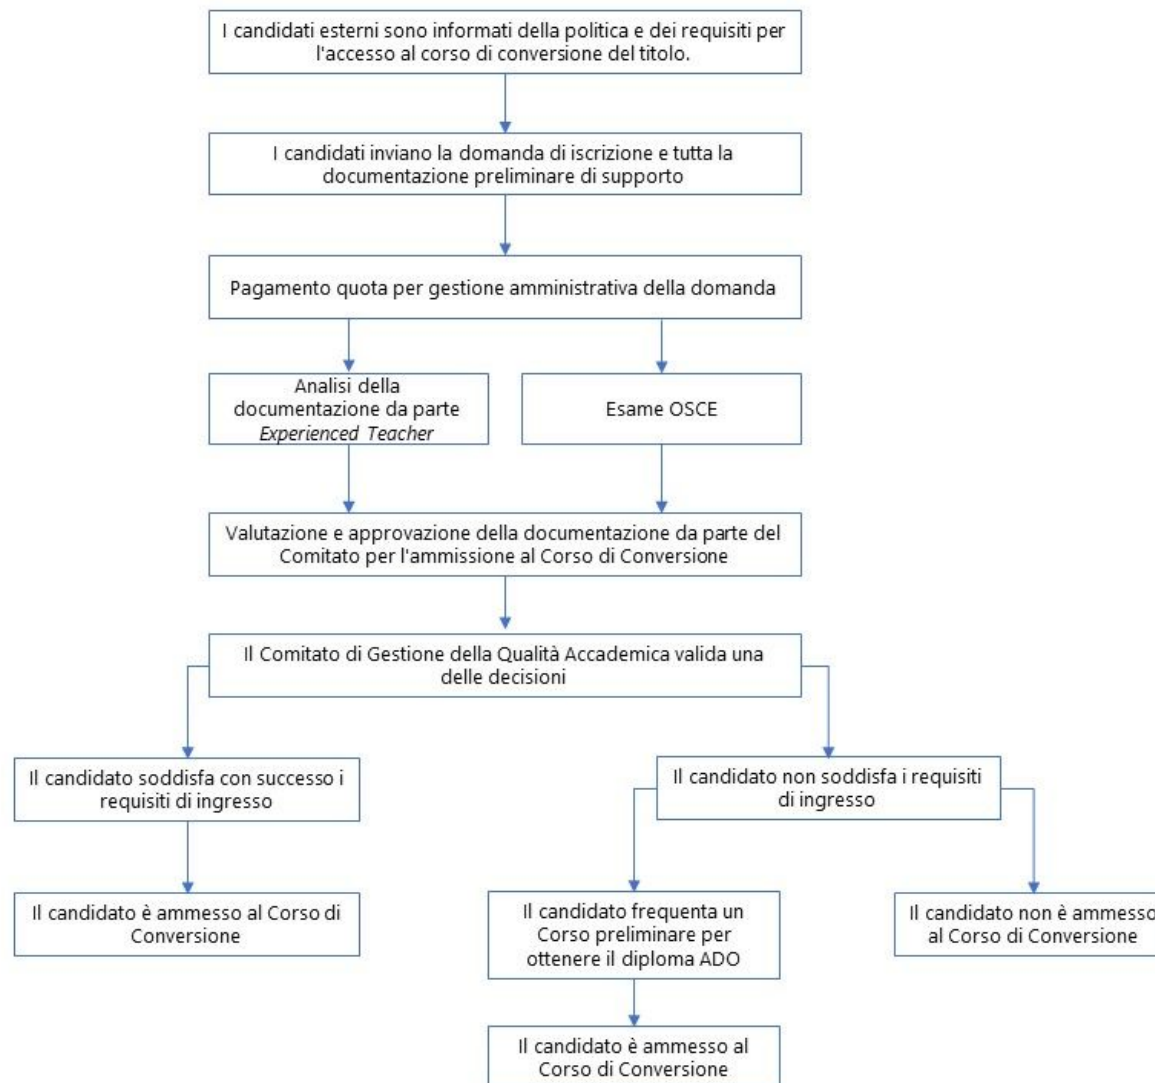 I candidati esterni sono informati della politica e dei requisiti per
l'accesso al corso di conversione del titolo.
I candidati inviano la domanda di iscrizione e tutta la
documentazione preliminare di supporto
Pagamento quota per gestione amministrativa della domanda
Analisi della
documentazione da parte
Experienced Teacher
Esame OSCE
Valutazione e approvazione della documentazione da parte del
Comitato per l'ammissione al Corso di Conversione
Il Comitato di Gestione della Qualità Accademica valida una
delle decisioni
Il candidato soddisfa con successo i
requisiti di ingresso
Il candidato non soddisfa i requisiti
di ingresso
Il candidato è ammesso al Corso di
Conversione
Il candidato frequenta un
Corso preliminare per
ottenere il diploma ADO
Il candidato non è ammesso
al Corso di Conversione
Il candidato è ammesso al
Corso di Conversione